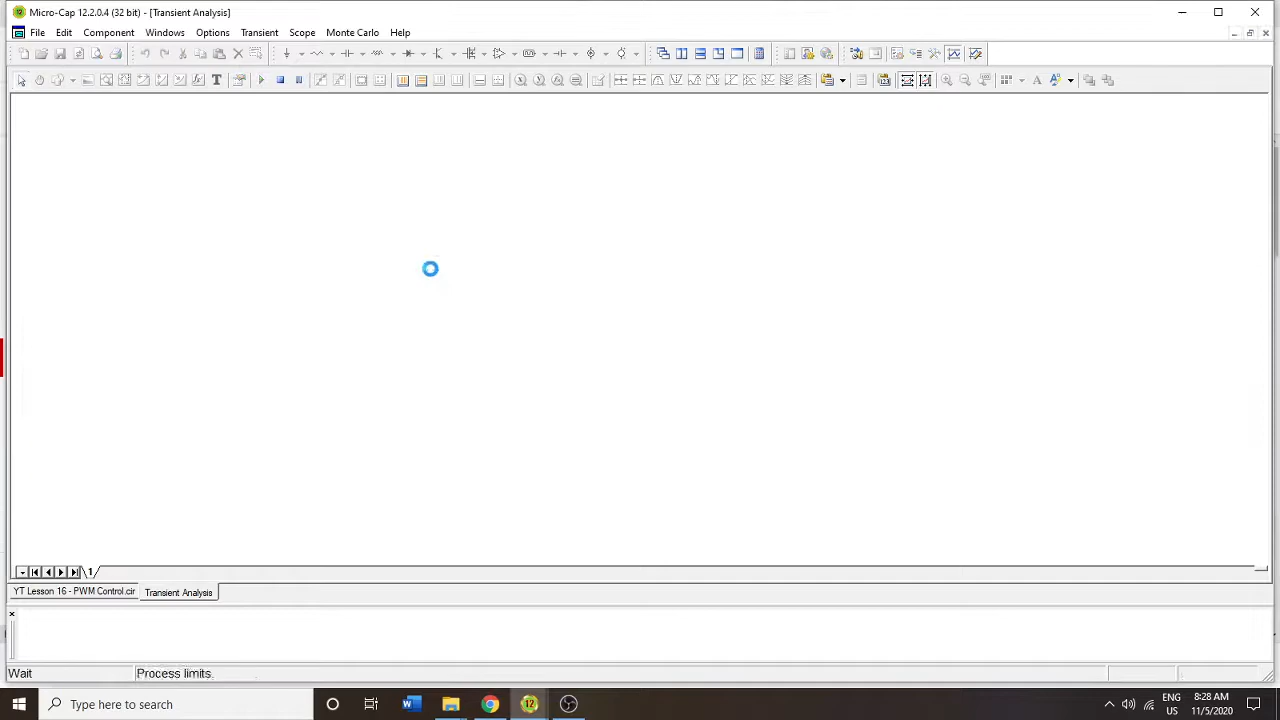 Micro-Cap 12.2.0.4 (32 bit) - [Transient Analysis]
File Edit Component Windows Options Transient Scope Monte Carlo Help
1
YT Lesson 16 - PWM Control.cir Transient Analysis
Wait Process limits.
Type here to search
W
12
ENG
US
8:28 AM
11/5/2020